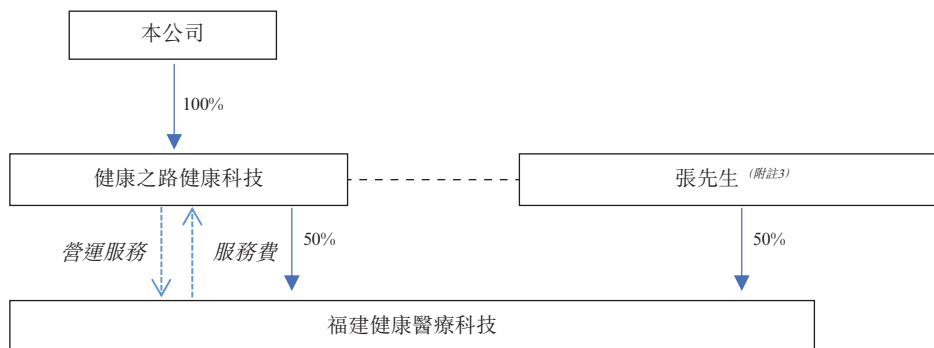 本公司
100%
健康之路健康科技
張先生 (附註3)
營運服務
服務費
50%
50%
福建健康醫療科技